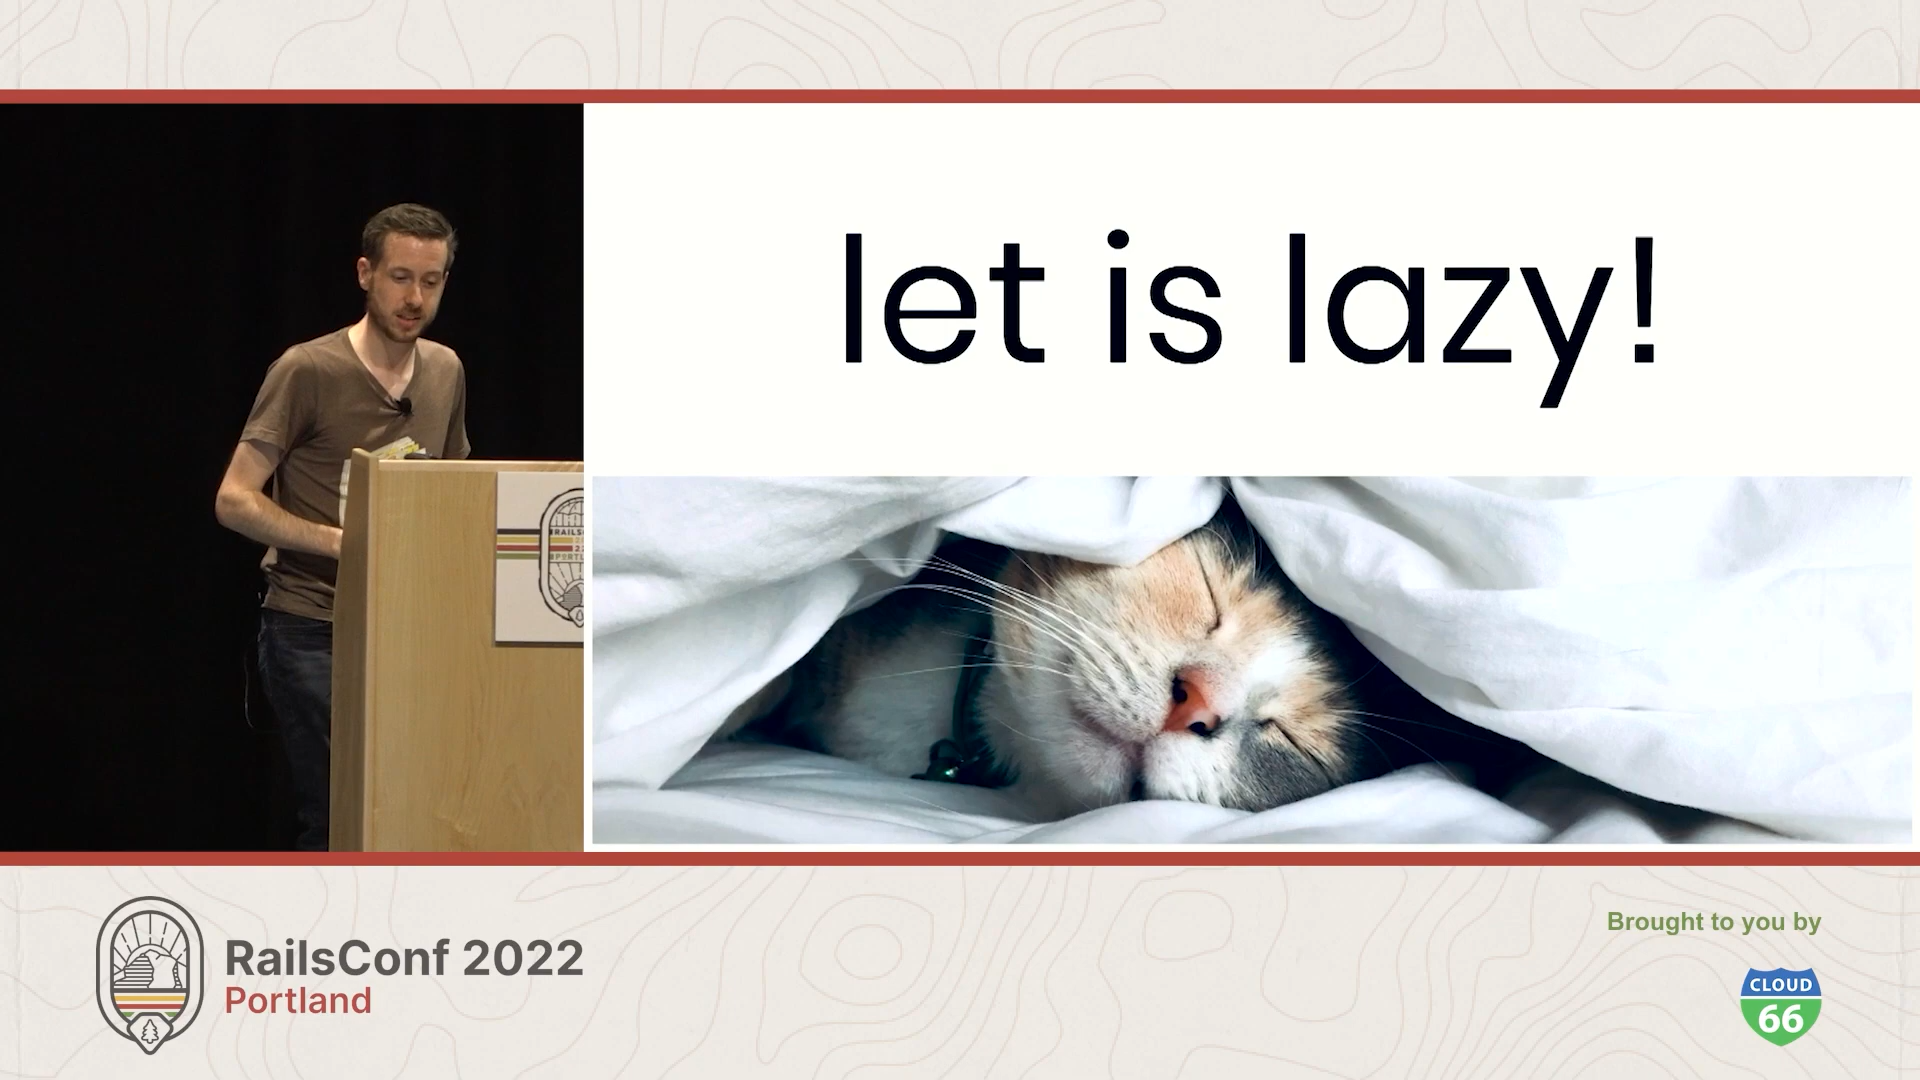 let is lazy!
RailsConf 2022
Portland
Brought to you by
CLOUD
66